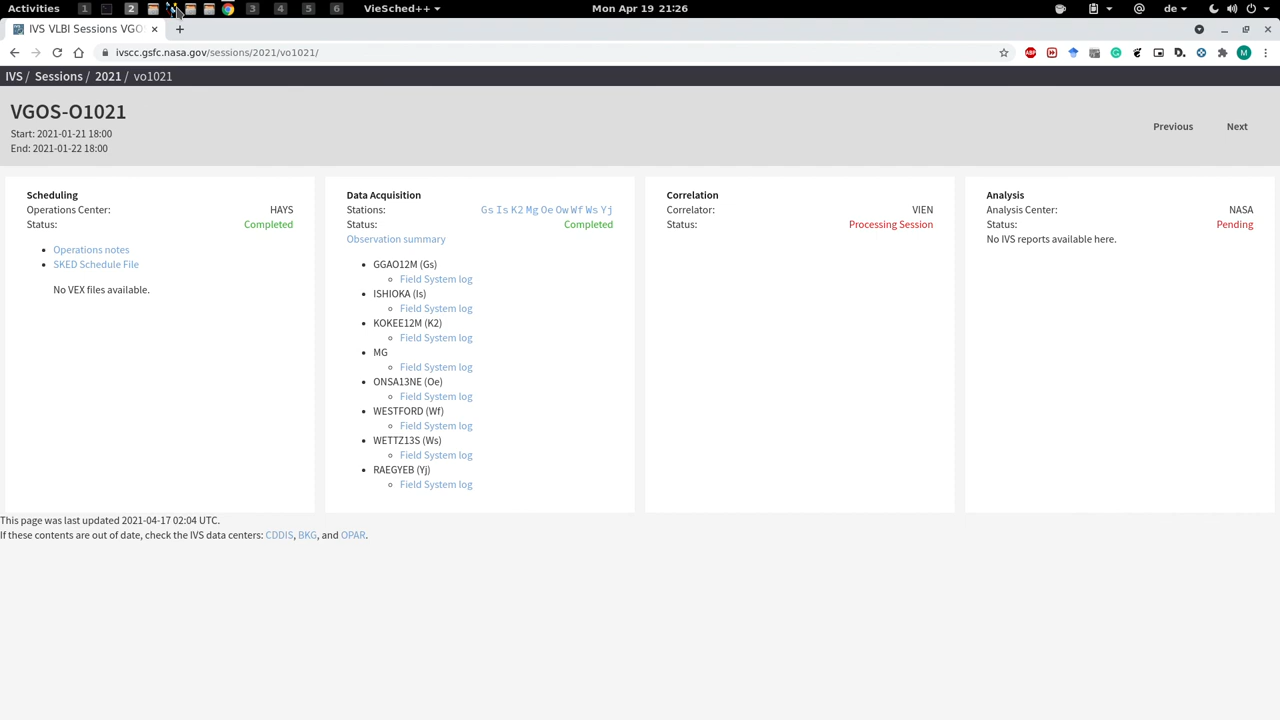 Activities 1 2 3 4 5 6 VieSched++ Mon Apr 19 21:26 de
IVS VLBI Sessions VGO
ivscc.gsfc.nasa.gov/sessions/2021/vo1021/
IVS / Sessions / 2021 / vo1021
VGOS-O1021
Start: 2021-01-21 18:00
End: 2021-01-22 18:00
Previous Next
Scheduling
Operations Center: HAYS
Status: Completed
Operations notes
SKED Schedule File
No VEX files available.
Data Acquisition
Stations: Gs Is K2 Mg Oe Ow Wf Ws Yj
Status: Completed
Observation summary
GGAO12M (Gs)
Field System log
ISHIOKA (Is)
Field System log
KOKEE12M (K2)
Field System log
MG
Field System log
ONSA13NE (Oe)
Field System log
WESTFORD (Wf)
Field System log
WETTZ13S (Ws)
Field System log
RAEGYEB (Yj)
Field System log
Correlation
Correlator: VIEN
Status: Processing Session
Analysis
Analysis Center: NASA
Status: Pending
No IVS reports available here.
This page was last updated 2021-04-17 02:04 UTC.
If these contents are out of date, check the IVS data centers: CDDIS, BKG, and OPAR.